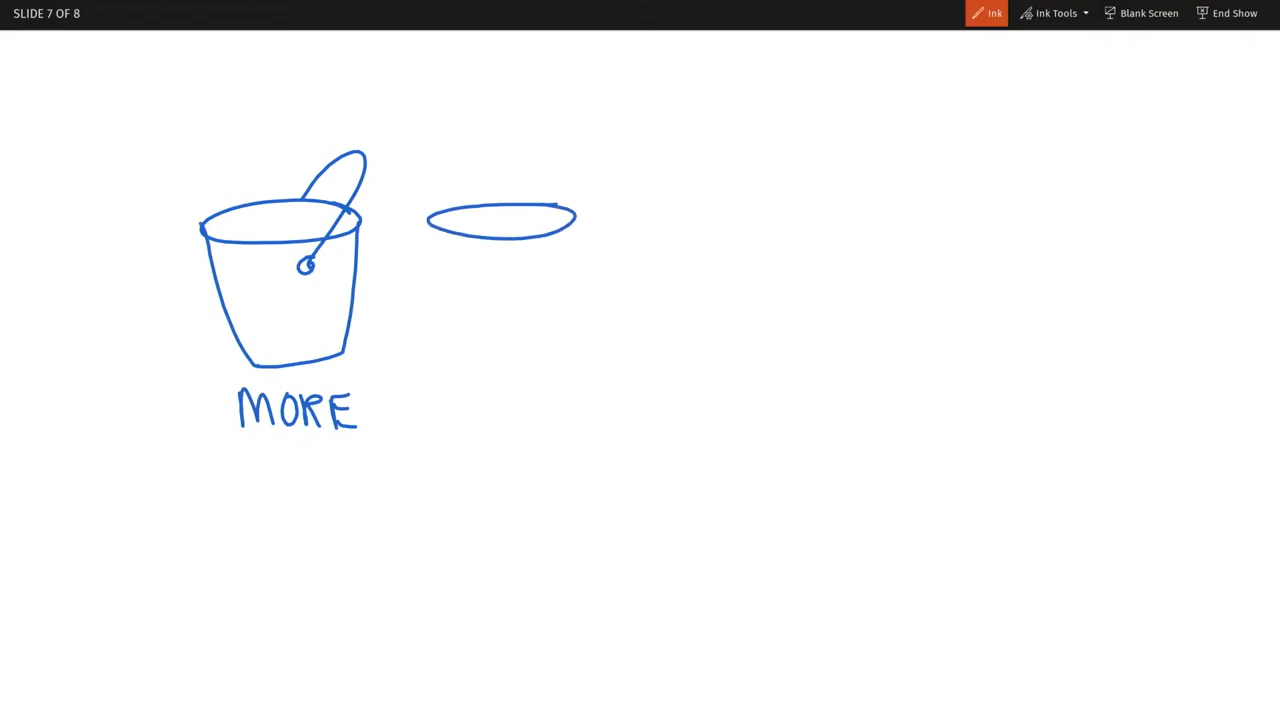 SLIDE 7 OF 8
Ink
Ink Tools
Blank Screen
End Show
MORE